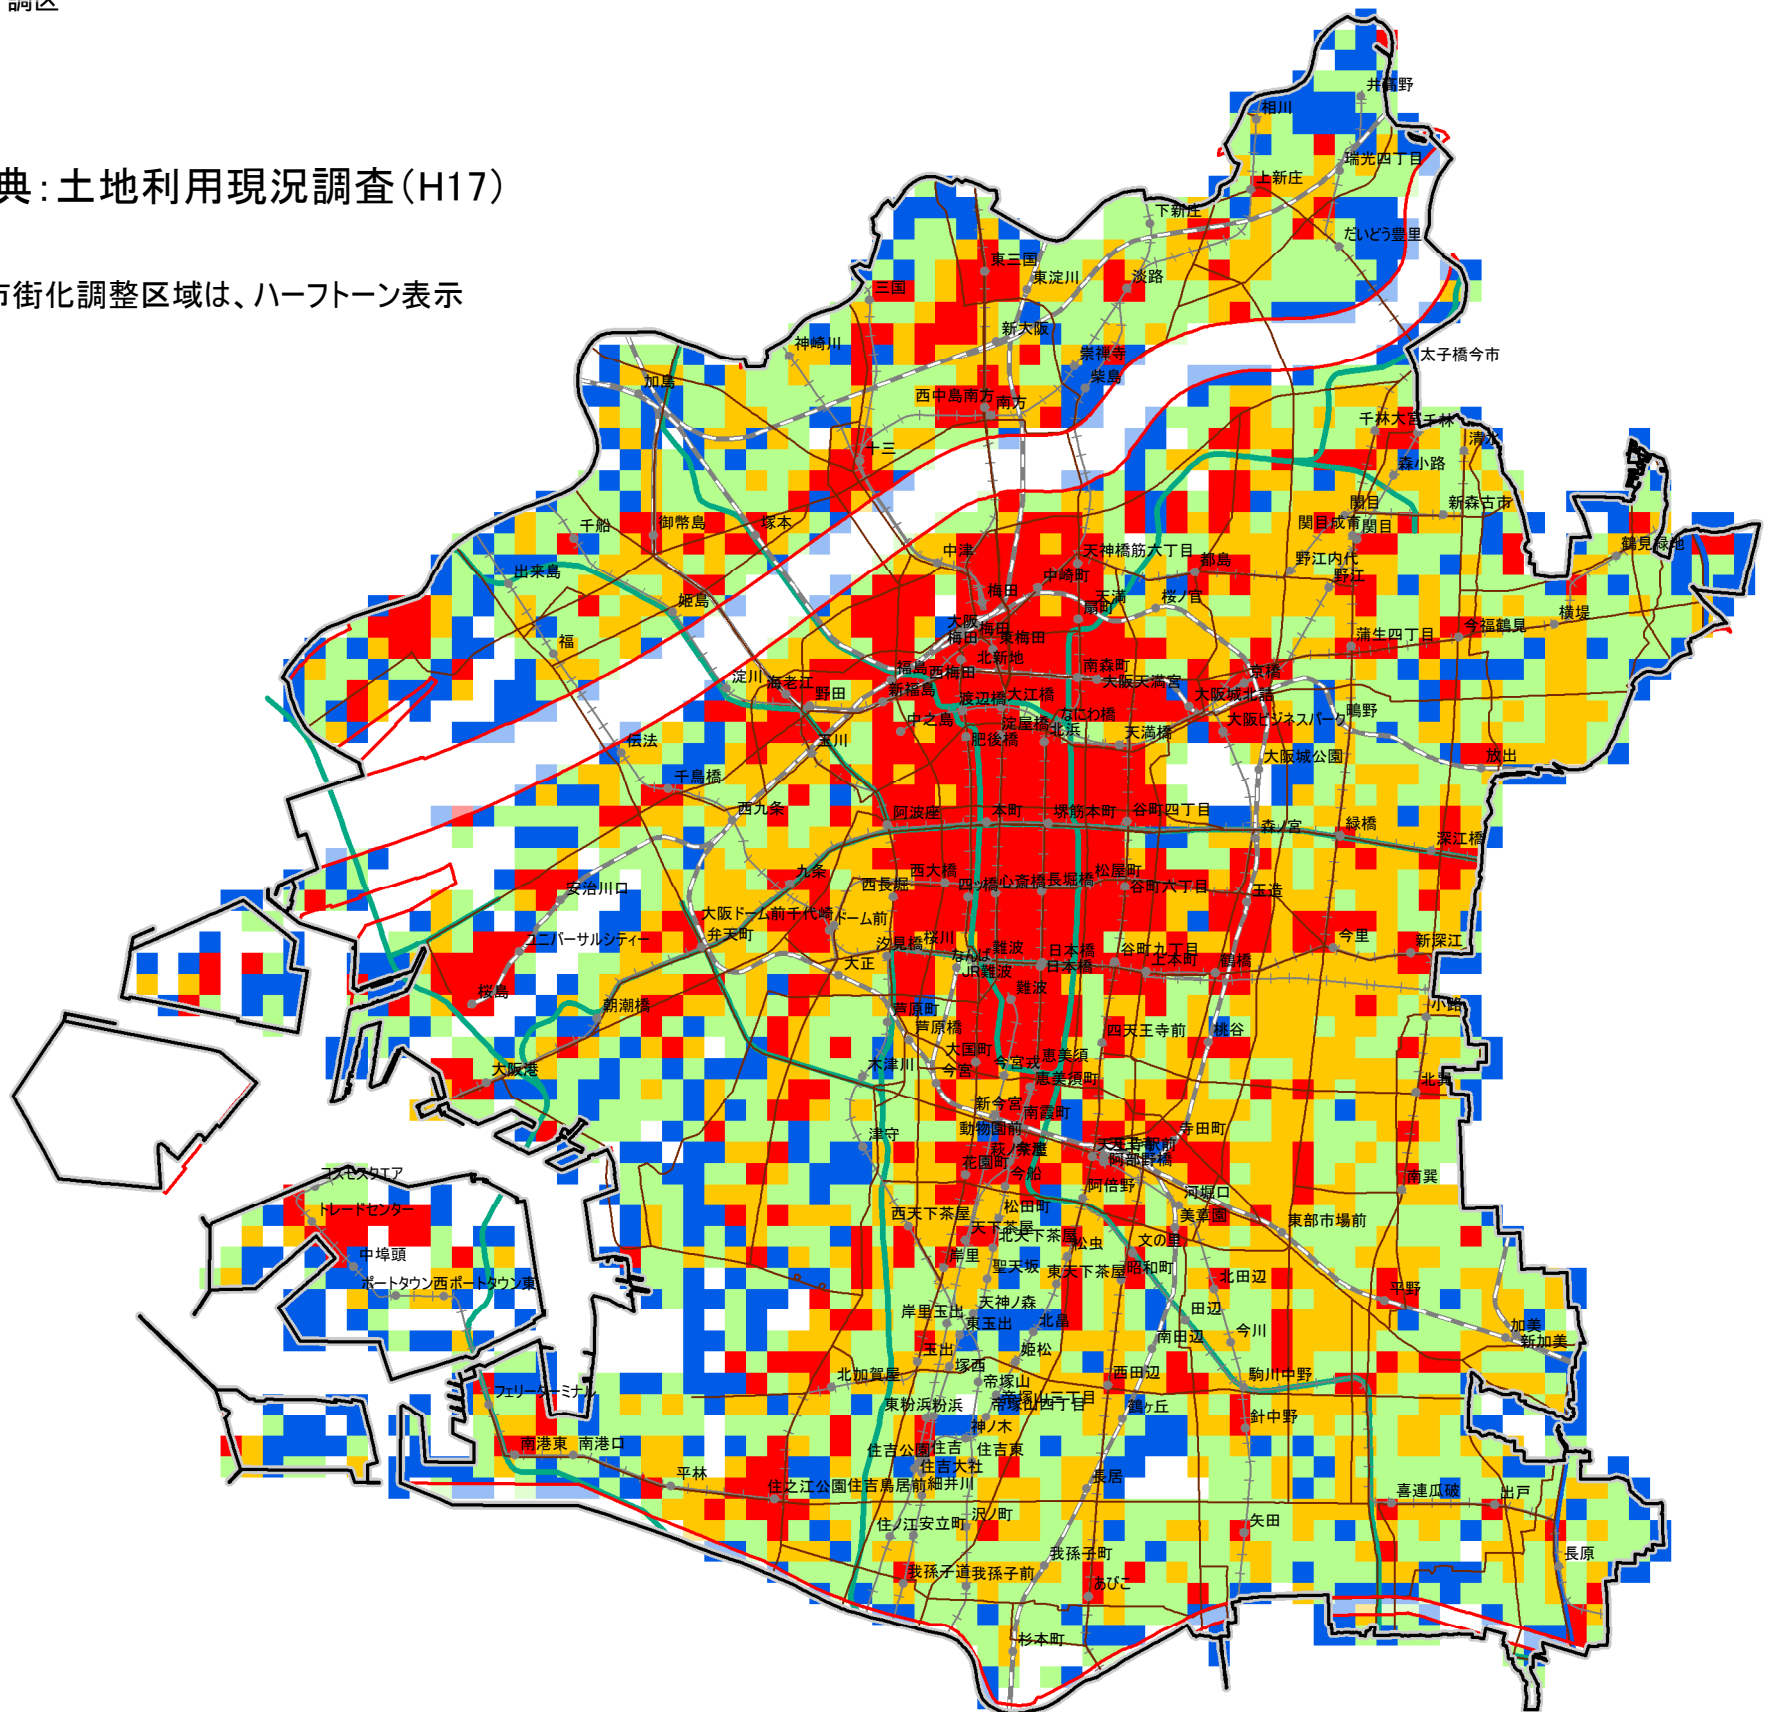 調区
典：土地利用現況調査（H17）
市街化調整区域は、ハーフトーン表示
井高野
相川
瑞光四丁目
上新庄
下新庄
だいどう豊里
東三国
東淀川
淡路
三国
新大阪
神崎川
崇禅寺
太子橋今市
加島
柴島
西中島南方
南方
千林大宮
千林
清水
十三
森小路
関目
新森古市
千船
御幣島
塚本
関目成育
関目
鶴見緑地
中津
天神橋筋六丁目
都島
野江内代
出来島
梅田
中崎町
野江
姫島
天満
桜ノ宮
扇町
横堤
大阪
梅田
梅田
東梅田
蒲生四丁目
今福鶴見
福
北新地
福島
西梅田
南森町
大阪天満宮
京橋
淀川
海老江
野田
新福島
渡辺橋
大江橋
大阪城北詰
中之島
淀屋橋
なにわ橋
北浜
大阪ビジネスパーク
鴫野
伝法
玉川
肥後橋
天満橋
大阪城公園
放出
千鳥橋
西九条
阿波座
本町
堺筋本町
谷町四丁目
森ノ宮
緑橋
深江橋
安治川口
九条
西長堀
西大橋
四ツ橋
心斎橋
長堀橋
松屋町
谷町六丁目
玉造
大阪ドーム前千代崎
ドーム前
弁天町
ユニバーサルシティー
汐見橋
桜川
難波
なんば
日本橋
谷町九丁目
今里
新深江
大正
JR難波
日本橋
上本町
鶴橋
桜島
朝潮橋
難波
小路
芦原町
芦原橋
四天王寺前
桃谷
大阪港
木津川
大国町
今宮
今宮戎
恵美須
恵美須町
北巽
新今宮
南霞町
津守
動物園前
寺田町
天王寺駅前
阿部野橋
花園町
今船
阿倍野
河堀口
南巽
コスモスクエア
トレードセンター
西天下茶屋
松田町
美章園
天下茶屋
北天下茶屋
松虫
文の里
東部市場前
中埠頭
岸里
聖天坂
東天下茶屋
昭和町
北田辺
ポートタウン西
ポートタウン東
平野
岸里玉出
天神ノ森
田辺
東玉出
北畠
南田辺
今川
加美
新加美
玉出
塚西
姫松
北加賀屋
帝塚山
西田辺
駒川中野
フェリーターミナル
東粉浜
粉浜
帝塚山三丁目
帝塚山四丁目
鶴ヶ丘
針中野
神ノ木
南港東
南港口
住吉公園
住吉
住吉東
住吉大社
平林
住之江公園
住吉鳥居前
細井川
長居
喜連瓜破
出戸
住ノ江
安立町
沢ノ町
矢田
我孫子町
長原
我孫子道
我孫子前
あびこ
杉本町